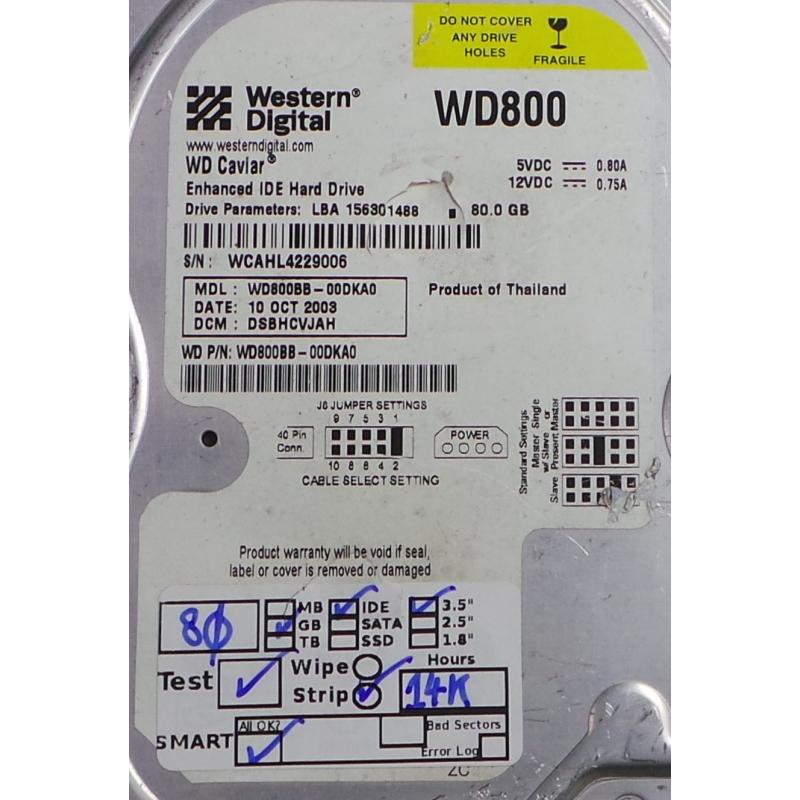 DO NOT COVER
ANY DRIVE
HOLES
FRAGILE
Western®
Digital
WD800
www.westerndigital.com
WD Caviar®
Enhanced IDE Hard Drive
5VDC 0.80A
12VDC 0.75A
Drive Parameters: LBA 156301488 ■ 80.0 GB
S/N: WCAHL4229006
MDL: WD800BB-00DKA0
DATE: 10 OCT 2003
DCM: DSBHCVJAH
Product of Thailand
WD P/N: WD800BB-00DKA0
J8 JUMPER SETTINGS
9 7 5 3 1
40 Pin
Conn.
POWER
10 8 6 4 2
CABLE SELECT SETTING
Standard Settings
Master Single
w/ Slave or
Slave Present Master
Product warranty will be void if seal,
label or cover is removed or damaged
80 MB IDE 3.5"
GB SATA 2.5"
TB SSD 1.8"
Test Wipe Hours
Strip 14K
SMART All OK? Bad Sectors
Error Log